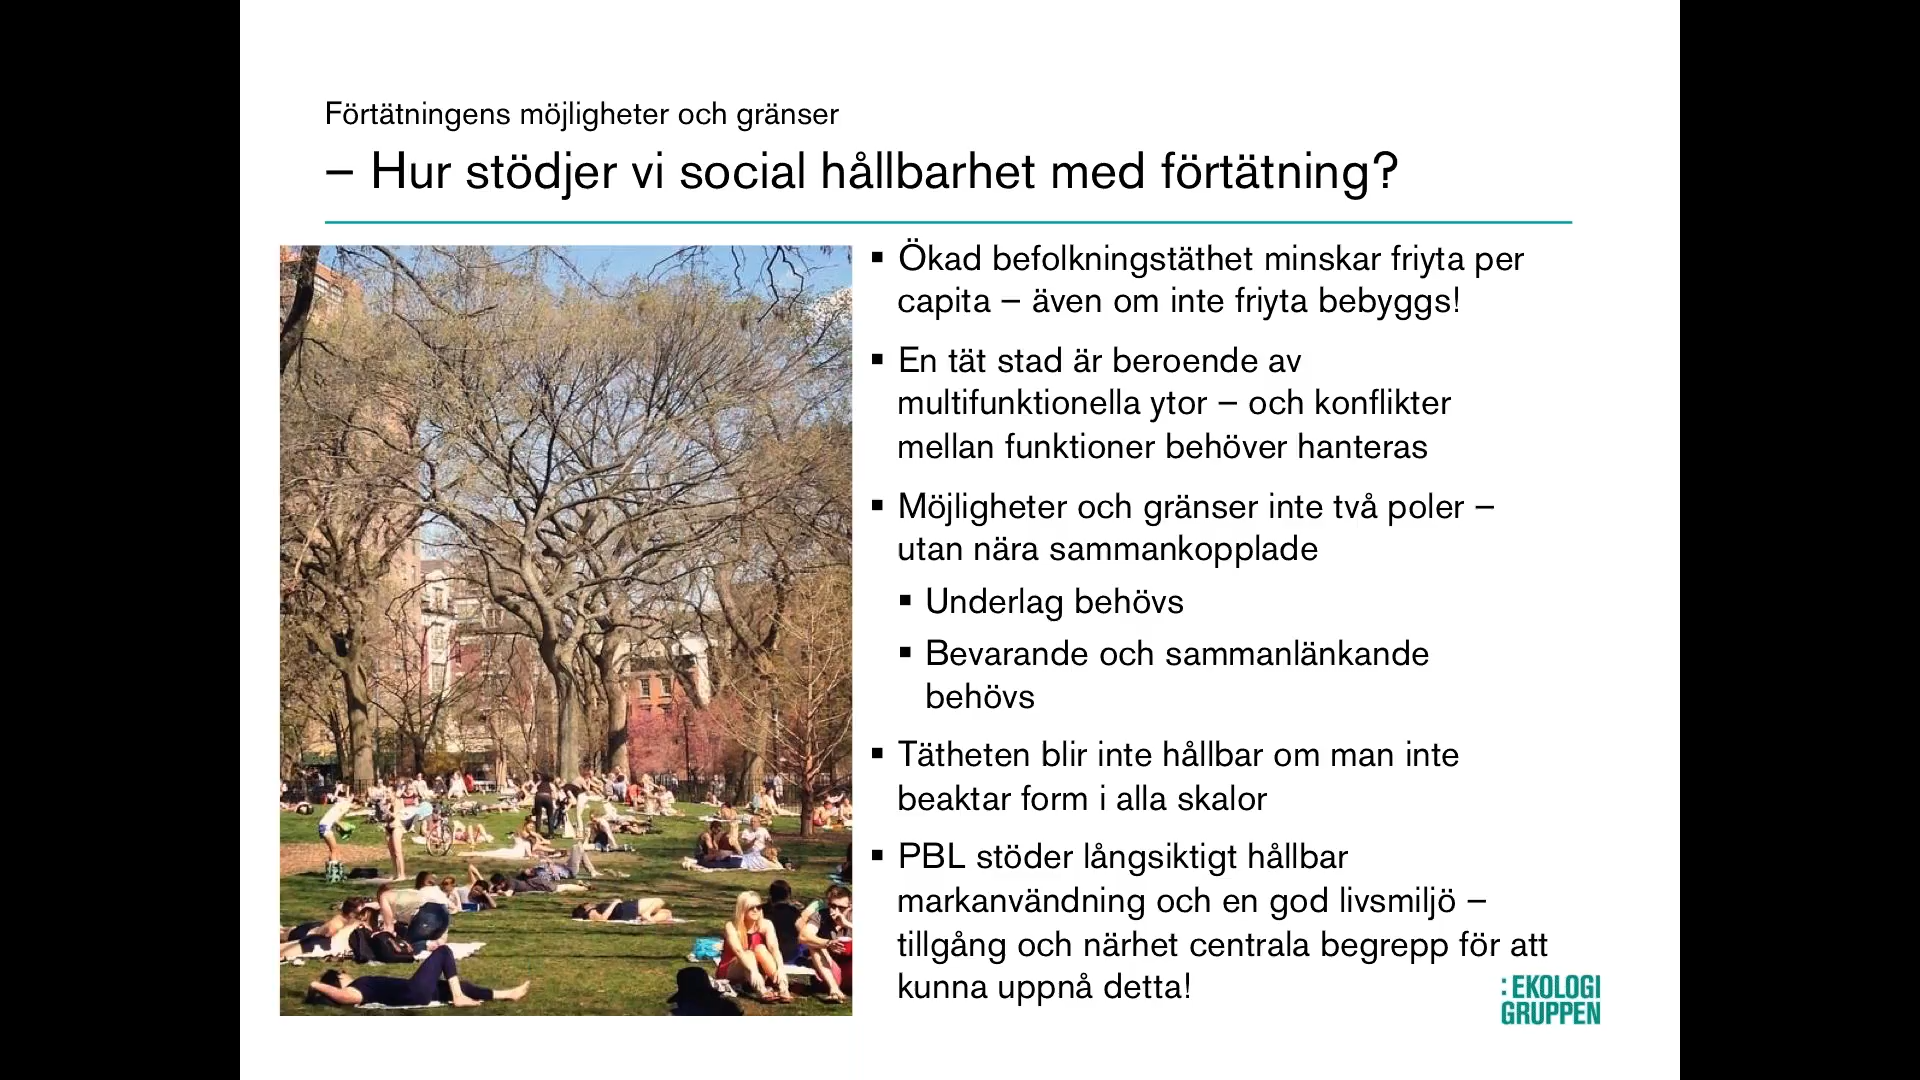 Förtätningens möjligheter och gränser
– Hur stödjer vi social hållbarhet med förtätning?
▪ Ökad befolkningstäthet minskar friyta per
capita – även om inte friyta bebyggs!
▪ En tät stad är beroende av
multifunktionella ytor – och konflikter
mellan funktioner behöver hanteras
▪ Möjligheter och gränser inte två poler –
utan nära sammankopplade
▪ Underlag behövs
▪ Bevarande och sammanlänkande
behövs
▪ Tätheten blir inte hållbar om man inte
beaktar form i alla skalor
▪ PBL stöder långsiktigt hållbar
markanvändning och en god livsmiljö –
tillgång och närhet centrala begrepp för att
kunna uppnå detta!
:EKOLOGI
GRUPPEN